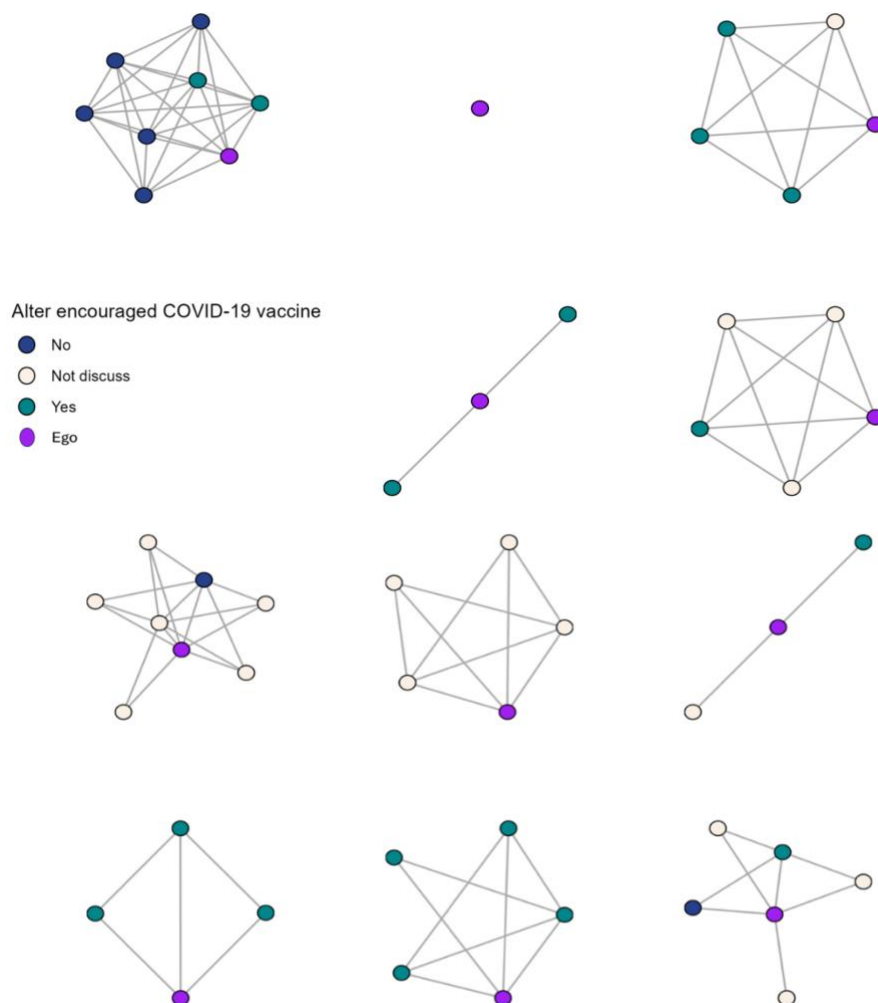 Alter encouraged COVID-19 vaccine
No
Not discuss
Yes
Ego